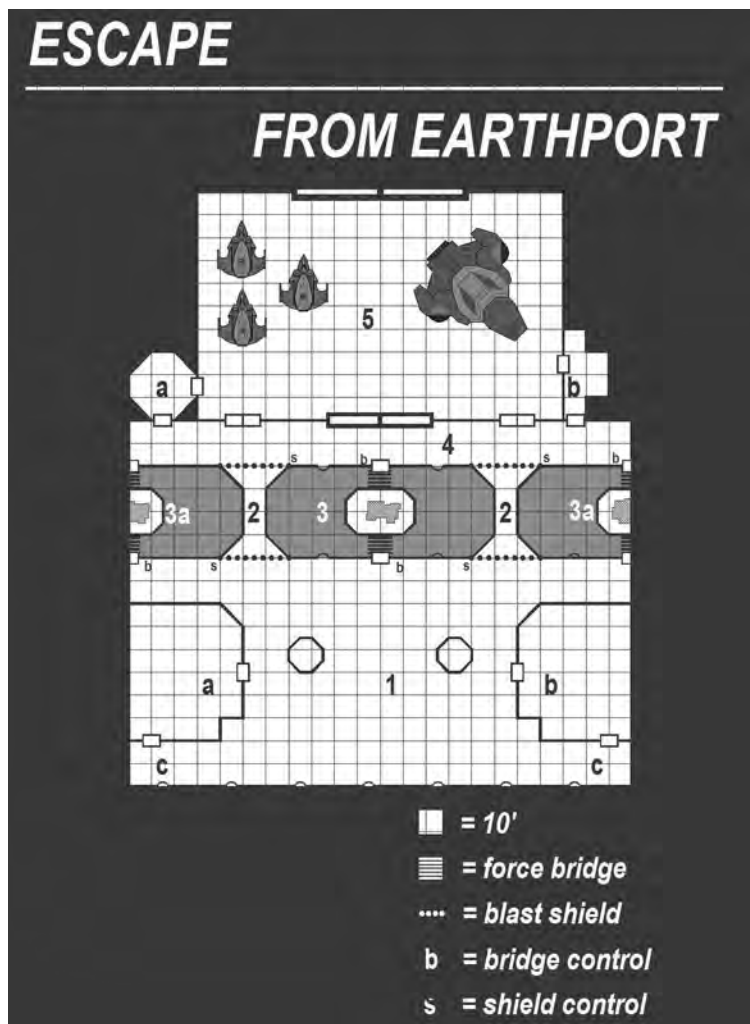 ESCAPE
FROM EARTHPORT
5
a
b
4
s
b
s
b
3a
2
3
2
3a
b
s
b
s
b
a
1
b
c
c
= 10'
= force bridge
= blast shield
b = bridge control
s = shield control